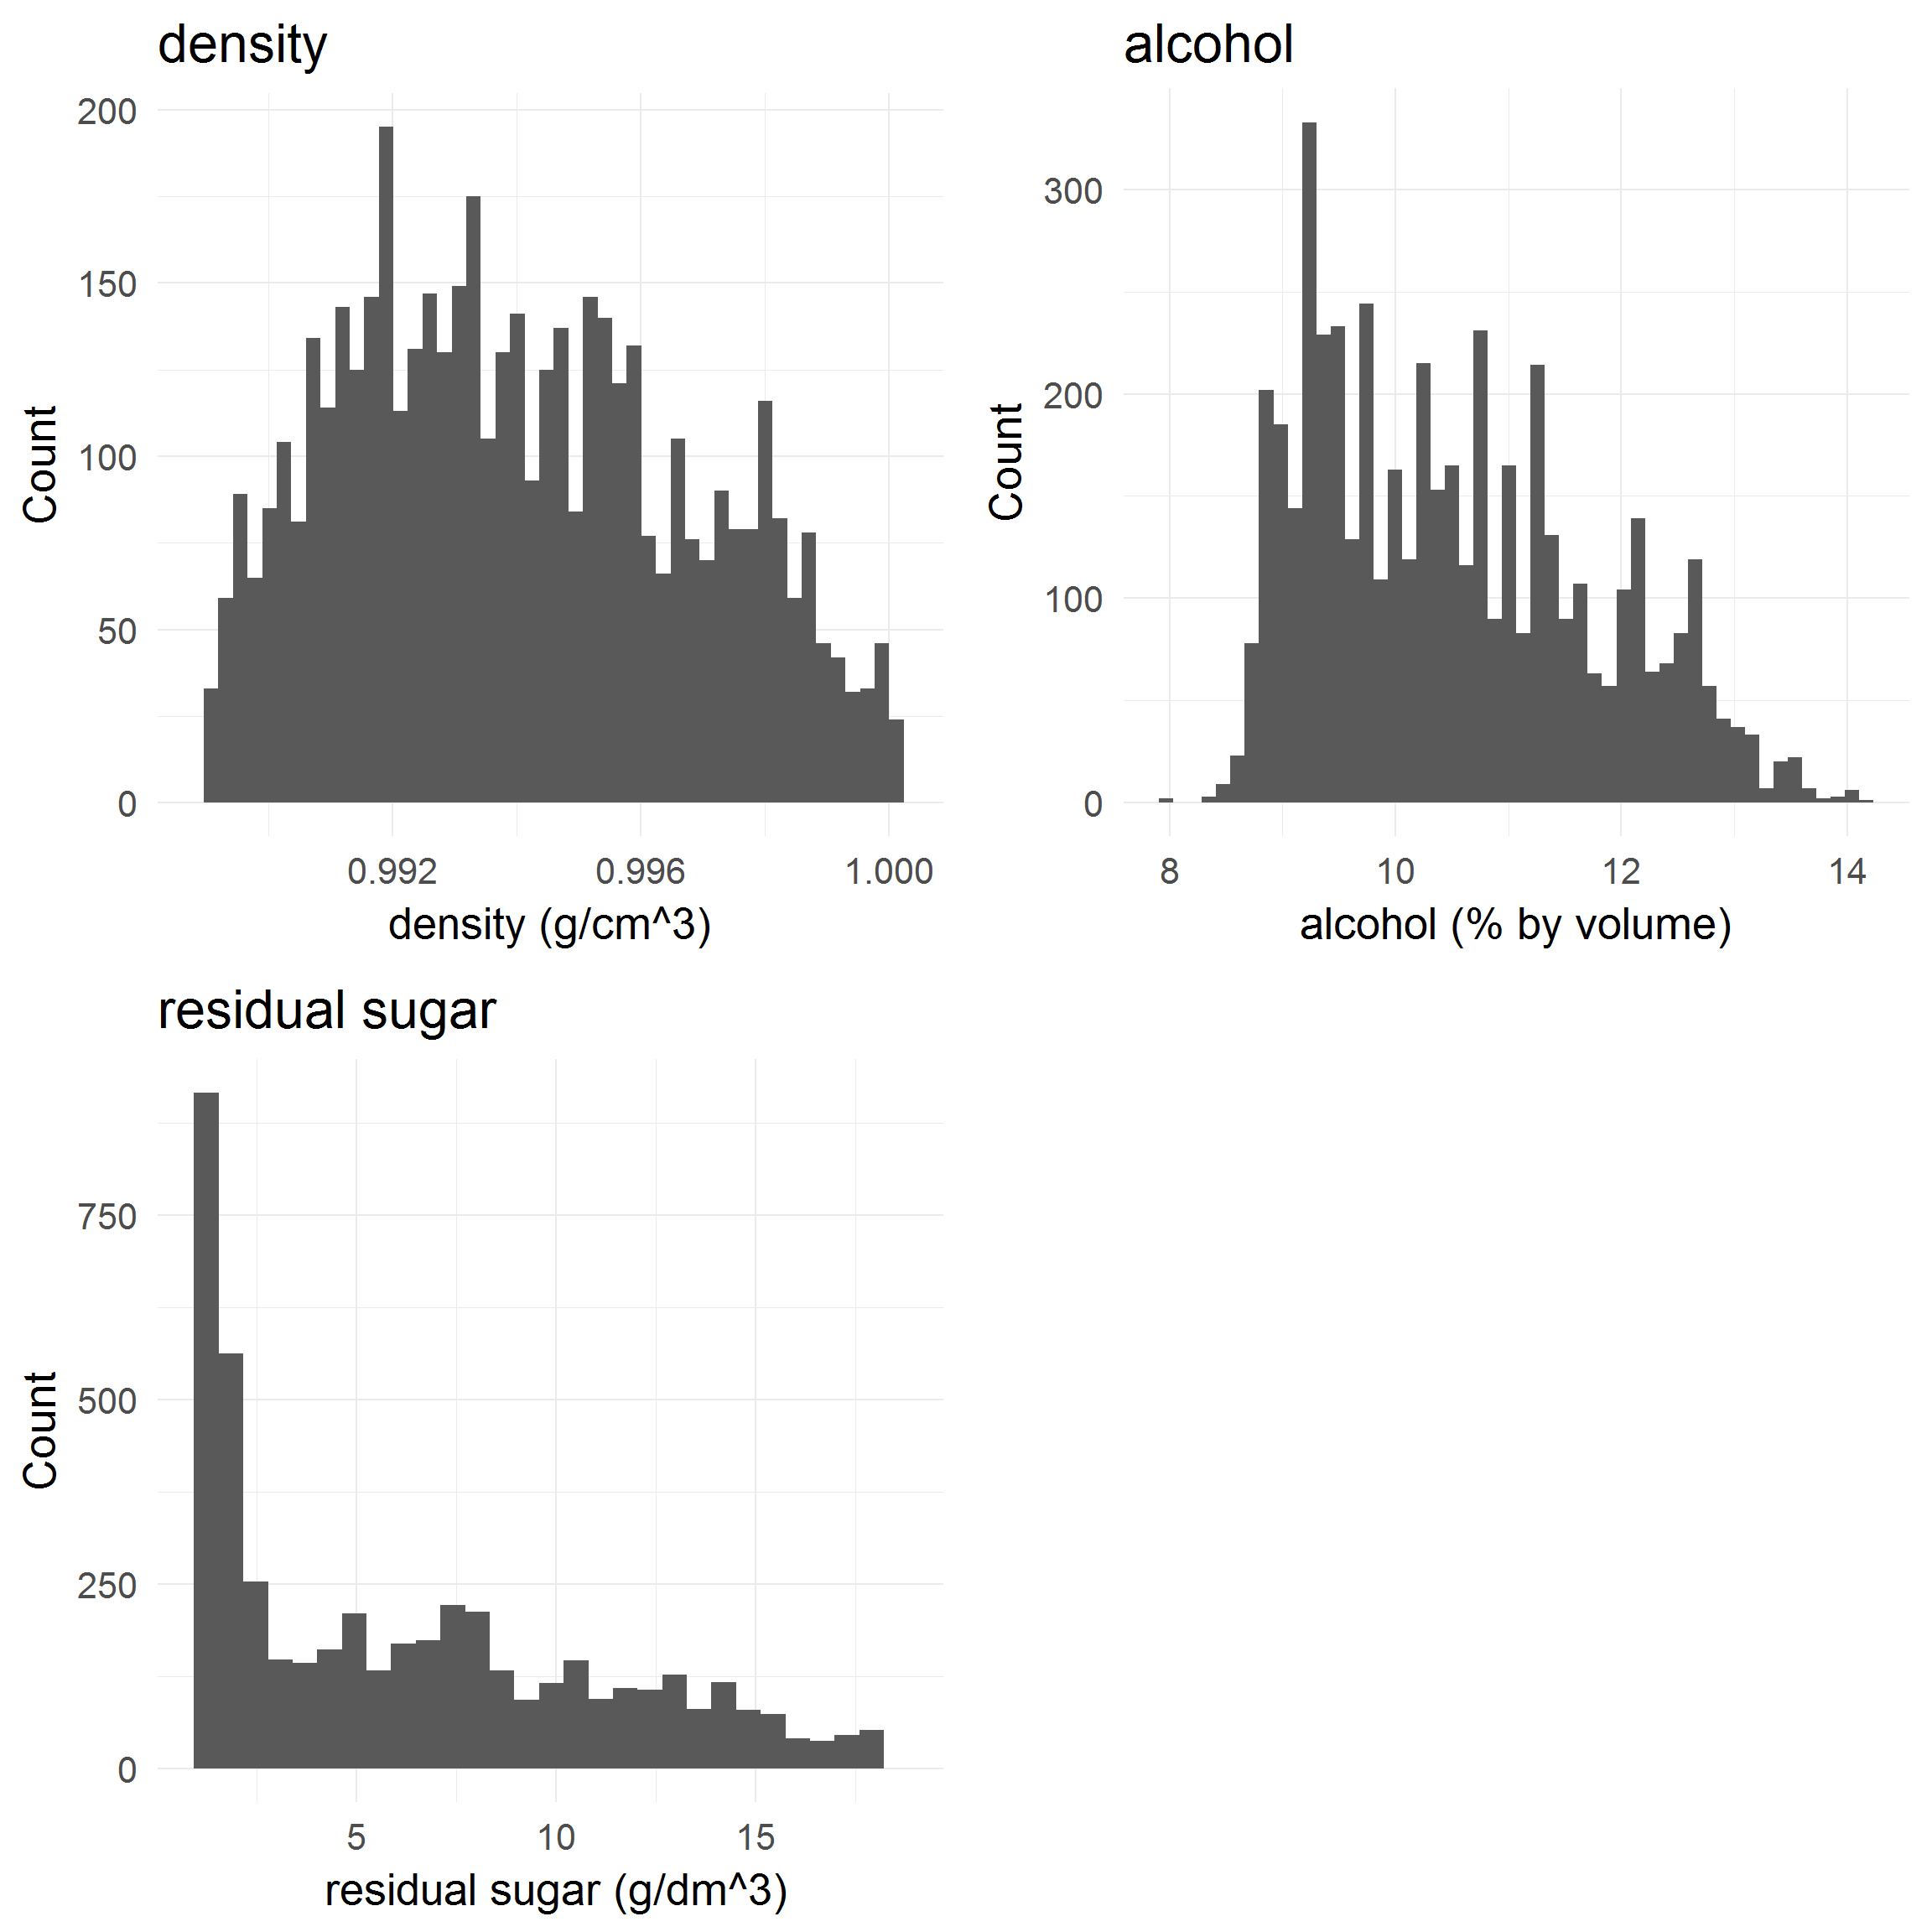 density
200
150
100
50
0
Count
0.992 0.996 1.000
density (g/cm^3)
alcohol
300
200
100
0
Count
8 10 12 14
alcohol (% by volume)
residual sugar
750
500
250
0
Count
5 10 15
residual sugar (g/dm^3)